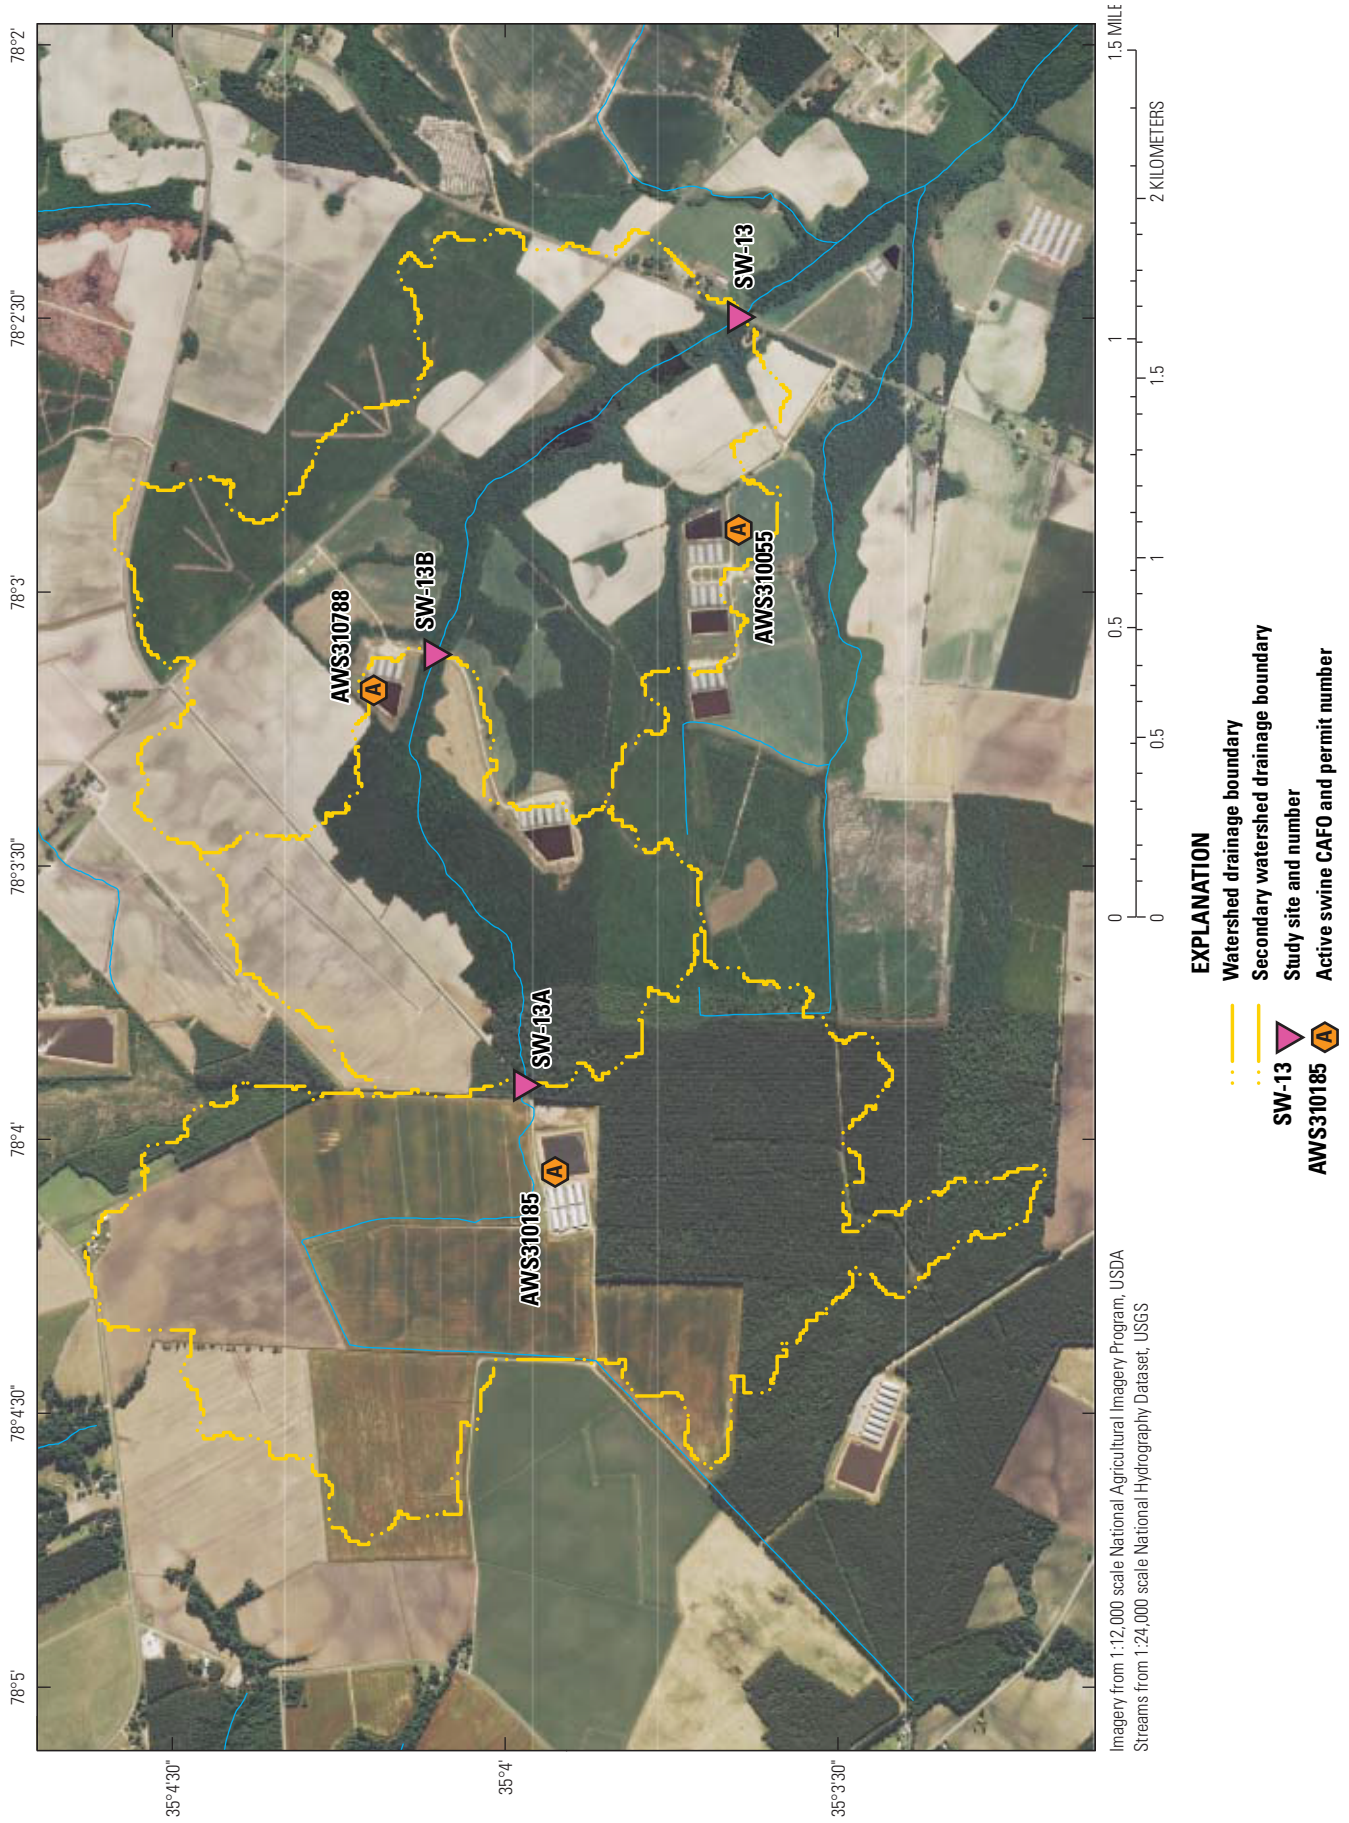 78°5'
78°4'30"
78°4'
78°3'30"
78°3'
78°2'30"
78°2'
35°4'30"
35°4'
35°3'30"
AWS310788
SW-13B
SW-13A
AWS310185
AWS310055
SW-13
A
A
A
Imagery from 1:12,000 scale National Agricultural Imagery Program, USDA
Streams from 1:24,000 scale National Hydrography Dataset, USGS
0 0.5 1 1.5 MILE
0 0.5 1 1.5 2 KILOMETERS
EXPLANATION
Watershed drainage boundary
Secondary watershed drainage boundary
SW-13 Study site and number
AWS310185 A Active swine CAFO and permit number